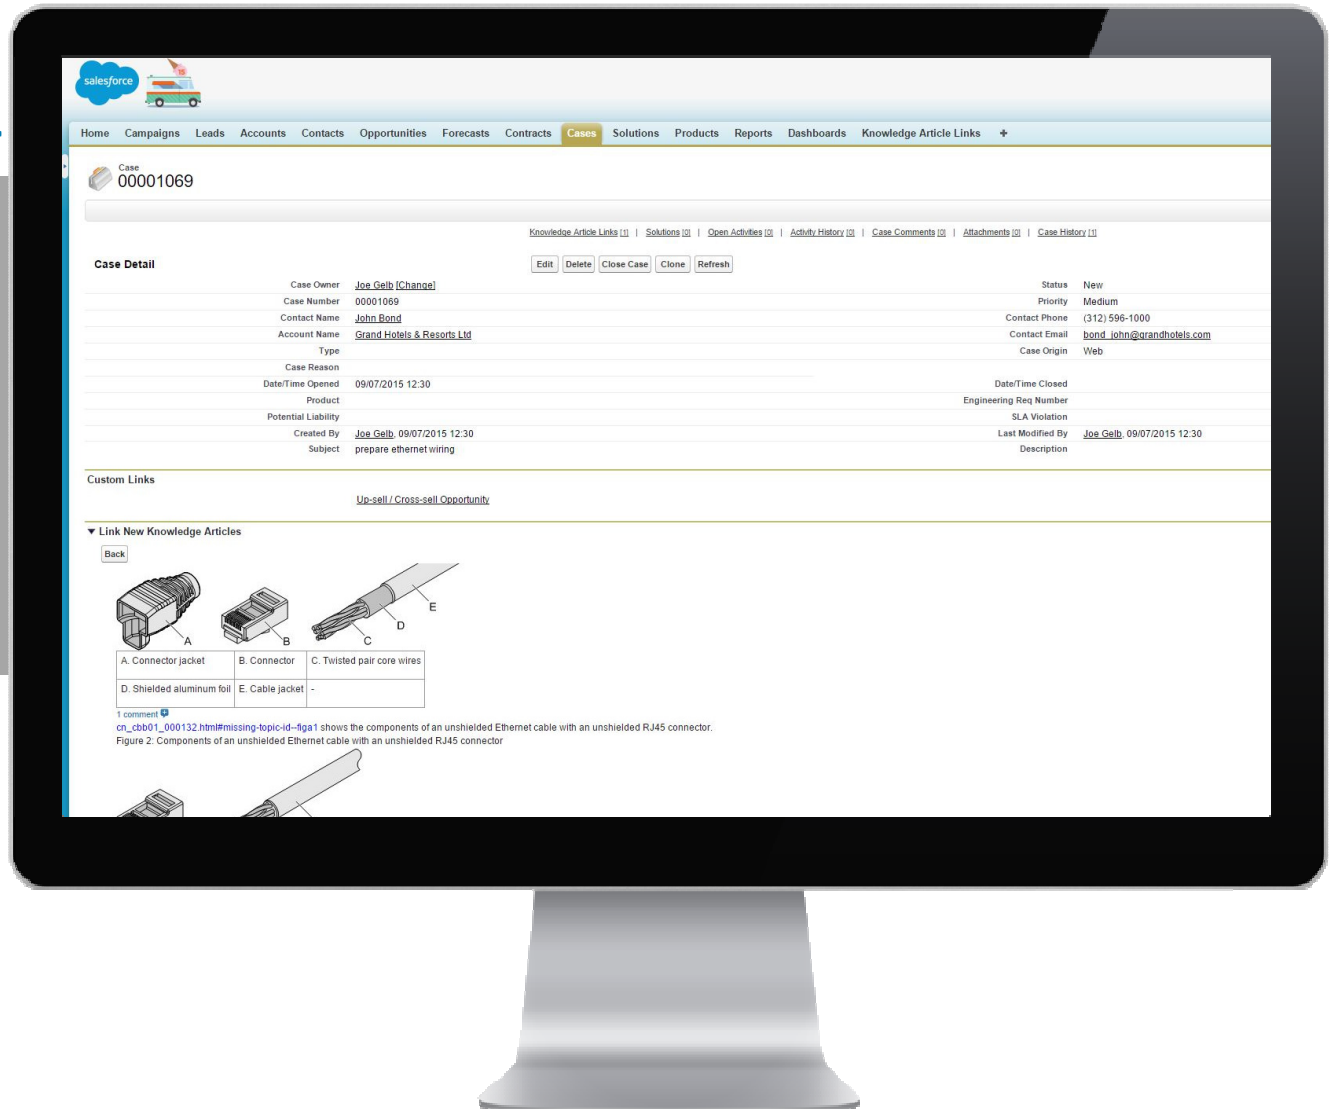 salesforce
15
Home Campaigns Leads Accounts Contacts Opportunities Forecasts Contracts Cases Solutions Products Reports Dashboards Knowledge Article Links +
Case
00001069
Knowledge Article Links [1] | Solutions [0] | Open Activities [0] | Activity History [0] | Case Comments [0] | Attachments [0] | Case History [1]
Case Detail Edit Delete Close Case Clone Refresh
Case Owner Joe Gelb [Change] Status New
Case Number 00001069 Priority Medium
Contact Name John Bond Contact Phone (312) 596-1000
Account Name Grand Hotels & Resorts Ltd Contact Email bond_john@grandhotels.com
Type Case Origin Web
Case Reason
Date/Time Opened 09/07/2015 12:30 Date/Time Closed
Product Engineering Req Number
Potential Liability SLA Violation
Created By Joe Gelb, 09/07/2015 12:30 Last Modified By Joe Gelb, 09/07/2015 12:30
Subject prepare ethernet wiring Description
Custom Links
Up-sell / Cross-sell Opportunity
Link New Knowledge Articles
Back
A B C D E
A. Connector jacket B. Connector C. Twisted pair core wires
D. Shielded aluminum foil E. Cable jacket -
1 comment
cn_cbb01_000132.html#missing-topic-id--figa1 shows the components of an unshielded Ethernet cable with an unshielded RJ45 connector.
Figure 2: Components of an unshielded Ethernet cable with an unshielded RJ45 connector